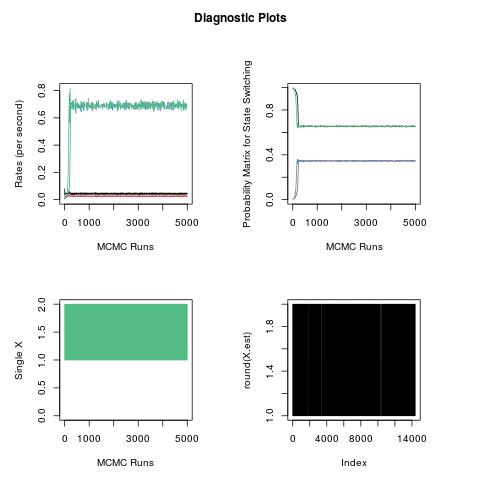 Diagnostic Plots
Rates (per second)
0.0 0.2 0.4 0.6 0.8
0 1000 3000 5000
MCMC Runs
Probability Matrix for State Switching
0.0 0.4 0.8
0 1000 3000 5000
MCMC Runs
Single X
0.0 0.5 1.0 1.5 2.0
0 1000 3000 5000
MCMC Runs
round(X.est)
1.0 1.4 1.8
0 4000 8000 14000
Index